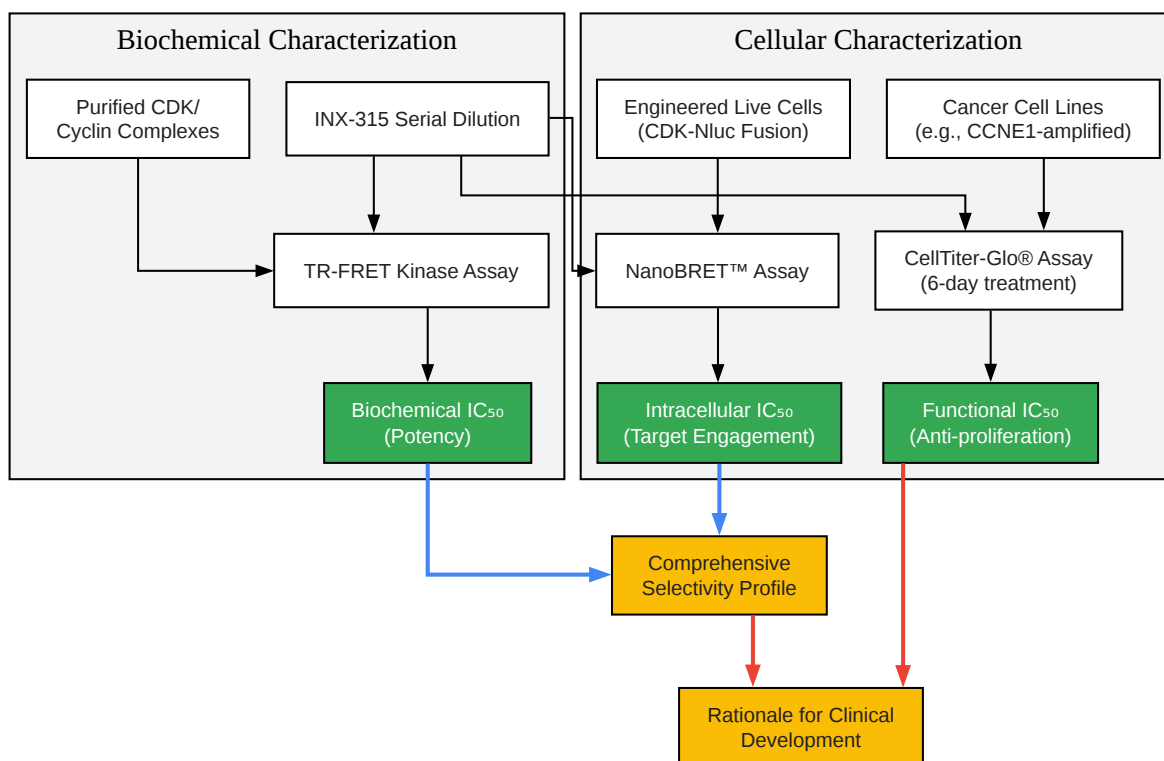 Biochemical Characterization
Cellular Characterization
Purified CDK/
Cyclin Complexes
INX-315 Serial Dilution
Engineered Live Cells
(CDK-Nluc Fusion)
Cancer Cell Lines
(e.g., CCNE1-amplified)
TR-FRET Kinase Assay
NanoBRET™ Assay
CellTiter-Glo® Assay
(6-day treatment)
Biochemical IC₅₀
(Potency)
Intracellular IC₅₀
(Target Engagement)
Functional IC₅₀
(Anti-proliferation)
Comprehensive
Selectivity Profile
Rationale for Clinical
Development